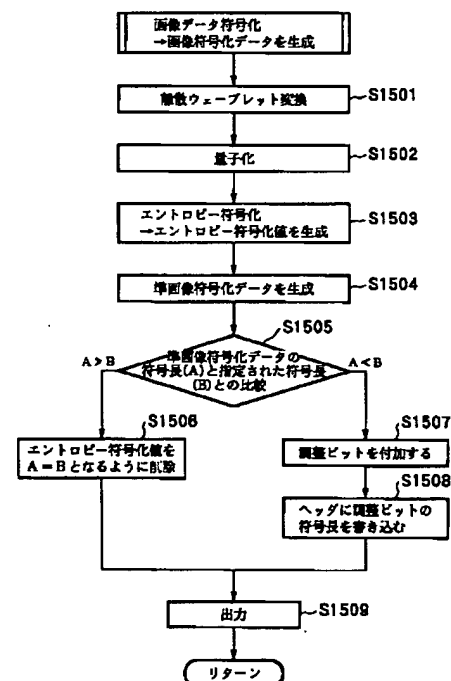 画像データ符号化
→画像符号化データを生成
離散ウェーブレット変換
S1501
量子化
S1502
エントロピー符号化
→エントロピー符号化値を生成
S1503
準画像符号化データを生成
S1504
S1505
A>B
準画像符号化データの
符号長(A)と指定された符号長
(B)との比較
A<B
S1506
エントロピー符号化値を
A=Bとなるように削除
S1507
調整ビットを付加する
S1508
ヘッダに調整ビットの
符号長を書き込む
出力
S1509
リターン